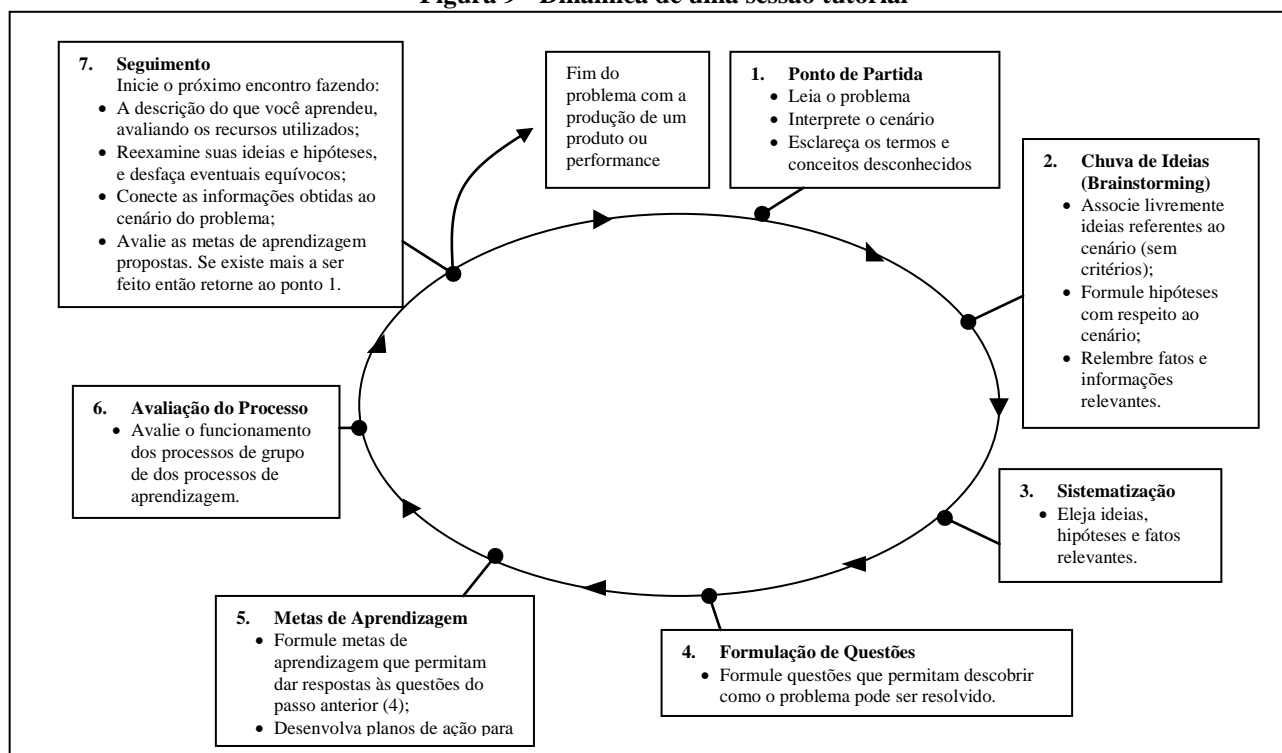 Figura 9 - Dinâmica de uma sessão tutorial
7. Seguimento
Inicie o próximo encontro fazendo:
• A descrição do que você aprendeu,
avaliando os recursos utilizados;
• Reexamine suas ideias e hipóteses,
e desfaça eventuais equívocos;
• Conecte as informações obtidas ao
cenário do problema;
• Avalie as metas de aprendizagem
propostas. Se existe mais a ser
feito então retorne ao ponto 1.
Fim do
problema com a
produção de um
produto ou
performance
1. Ponto de Partida
• Leia o problema
• Interprete o cenário
• Esclareça os termos e
conceitos desconhecidos
2. Chuva de Ideias
(Brainstorming)
• Associe livremente
ideias referentes ao
cenário (sem
critérios);
• Formule hipóteses
com respeito ao
cenário;
• Relembre fatos e
informações
relevantes.
3. Sistematização
• Eleja ideias,
hipóteses e fatos
relevantes.
4. Formulação de Questões
• Formule questões que permitam descobrir
como o problema pode ser resolvido.
5. Metas de Aprendizagem
• Formule metas de
aprendizagem que permitam
dar respostas às questões do
passo anterior (4);
• Desenvolva planos de ação para
6. Avaliação do Processo
• Avalie o funcionamento
dos processos de grupo
de dos processos de
aprendizagem.